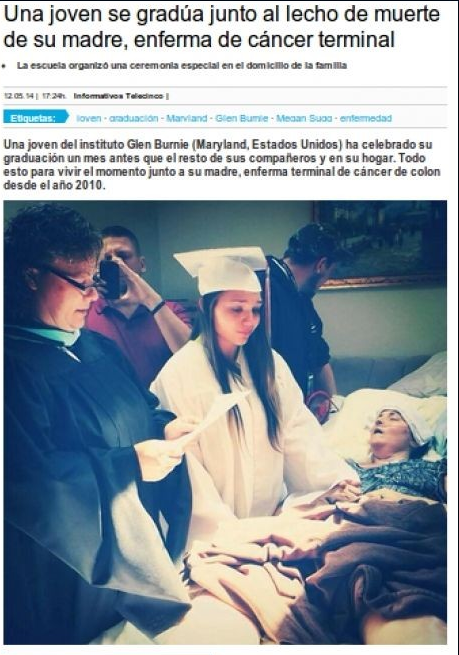 Una joven se gradúa junto al lecho de muerte
de su madre, enferma de cáncer terminal
La escuela organizó una ceremonia especial en el domicilio de la familia
12.05.14 | 17:24h. Informativos Telecinco |
Etiquetas: joven - graduación - Maryland - Glen Burnie - Megan Sugg - enfermedad
Una joven del instituto Glen Burnie (Maryland, Estados Unidos) ha celebrado su
graduación un mes antes que el resto de sus compañeros y en su hogar. Todo
esto para vivir el momento junto a su madre, enferma terminal de cáncer de colon
desde el año 2010.